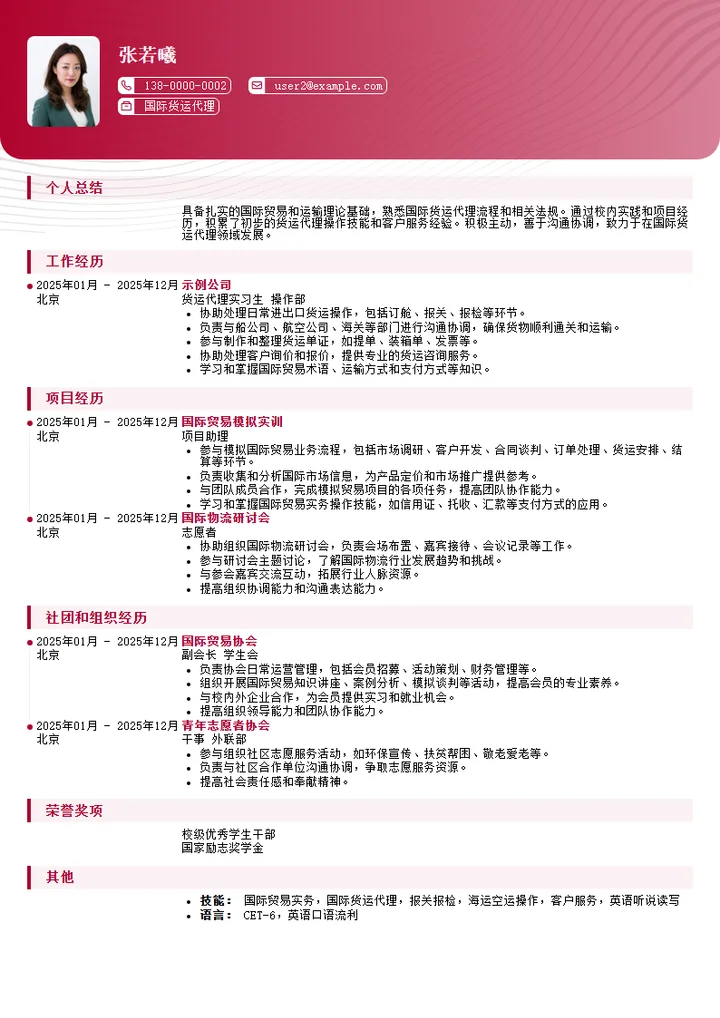 张若曦
138-0000-0002
user2@example.com
国际货运代理
个人总结
具备扎实的国际贸易和运输理论基础，熟悉国际货运代理流程和相关法规。通过校内实践和项目经
历，积累了初步的货运代理操作技能和客户服务经验。积极主动，善于沟通协调，致力于在国际货
运代理领域发展。
工作经历
2025年01月 - 2025年12月 示例公司
北京 货运代理实习生 操作部
• 协助处理日常进出口货运操作，包括订舱、报关、报检等环节。
• 负责与船公司、航空公司、海关等部门进行沟通协调，确保货物顺利通关和运输。
• 参与制作和整理货运单证，如提单、装箱单、发票等。
• 协助处理客户询价和报价，提供专业的货运咨询服务。
• 学习和掌握国际贸易术语、运输方式和支付方式等知识。
项目经历
2025年01月 - 2025年12月 国际贸易模拟实训
北京 项目助理
• 参与模拟国际贸易业务流程，包括市场调研、客户开发、合同谈判、订单处理、货运安排、结
算等环节。
• 负责收集和分析国际市场信息，为产品定价和市场推广提供参考。
• 与团队成员合作，完成模拟贸易项目的各项任务，提高团队协作能力。
• 学习和掌握国际贸易实务操作技能，如信用证、托收、汇款等支付方式的应用。
2025年01月 - 2025年12月 国际物流研讨会
北京 志愿者
• 协助组织国际物流研讨会，负责会场布置、嘉宾接待、会议记录等工作。
• 参与研讨会主题讨论，了解国际物流行业发展趋势和挑战。
• 与参会嘉宾交流互动，拓展行业人脉资源。
• 提高组织协调能力和沟通表达能力。
社团和组织经历
2025年01月 - 2025年12月 国际贸易协会
北京 副会长 学生会
• 负责协会日常运营管理，包括会员招募、活动策划、财务管理等。
• 组织开展国际贸易知识讲座、案例分析、模拟谈判等活动，提高会员的专业素养。
• 与校内外企业合作，为会员提供实习和就业机会。
• 提高组织领导能力和团队协作能力。
2025年01月 - 2025年12月 青年志愿者协会
北京 干事 外联部
• 参与组织社区志愿服务活动，如环保宣传、扶贫帮困、敬老爱老等。
• 负责与社区合作单位沟通协调，争取志愿服务资源。
• 提高社会责任感和奉献精神。
荣誉奖项
校级优秀学生干部
国家励志奖学金
其他
• 技能： 国际贸易实务，国际货运代理，报关报检，海运空运操作，客户服务，英语听说读写
• 语言： CET-6，英语口语流利